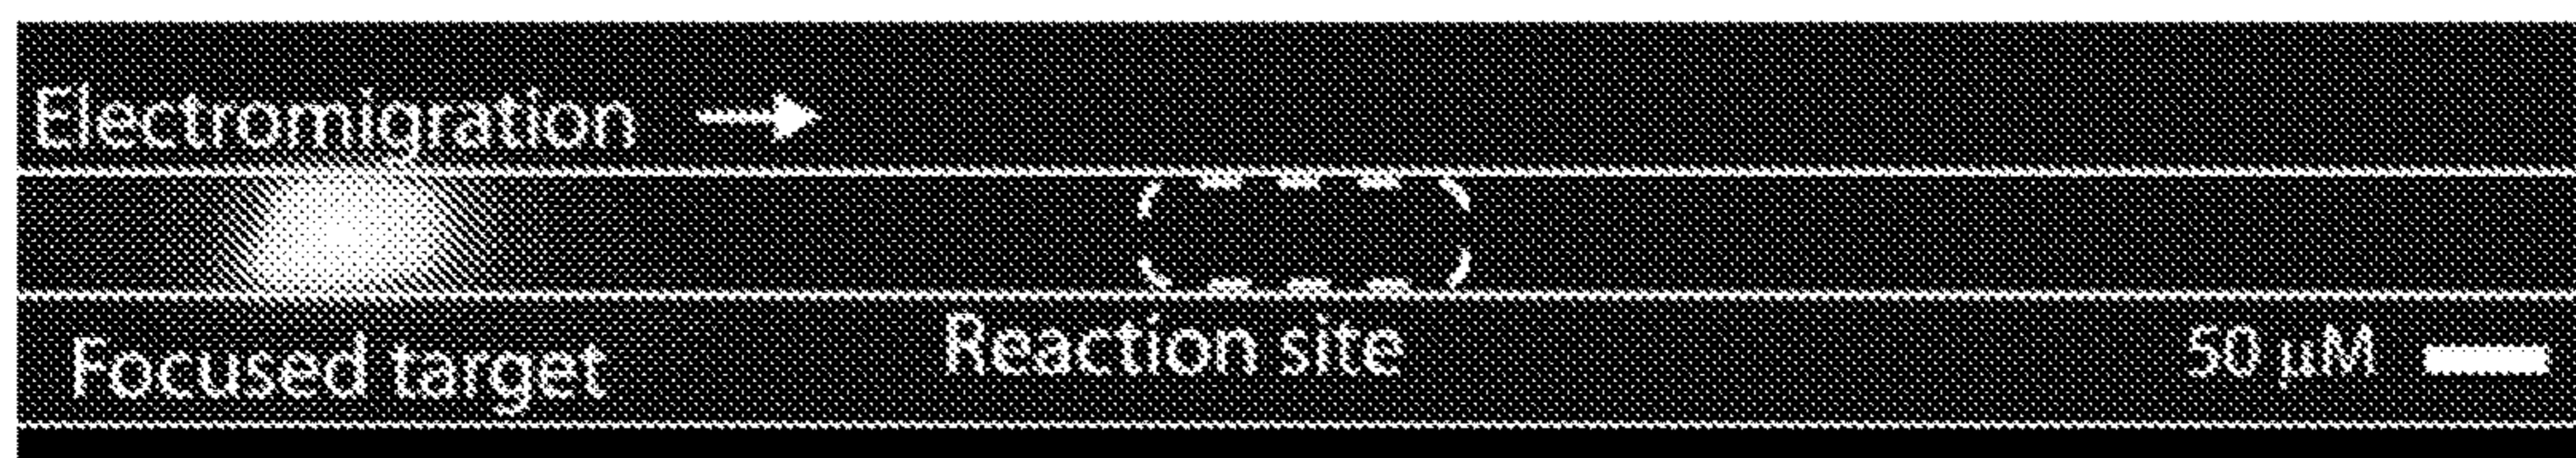 Electromigration
Focused target
Reaction site
50 µM